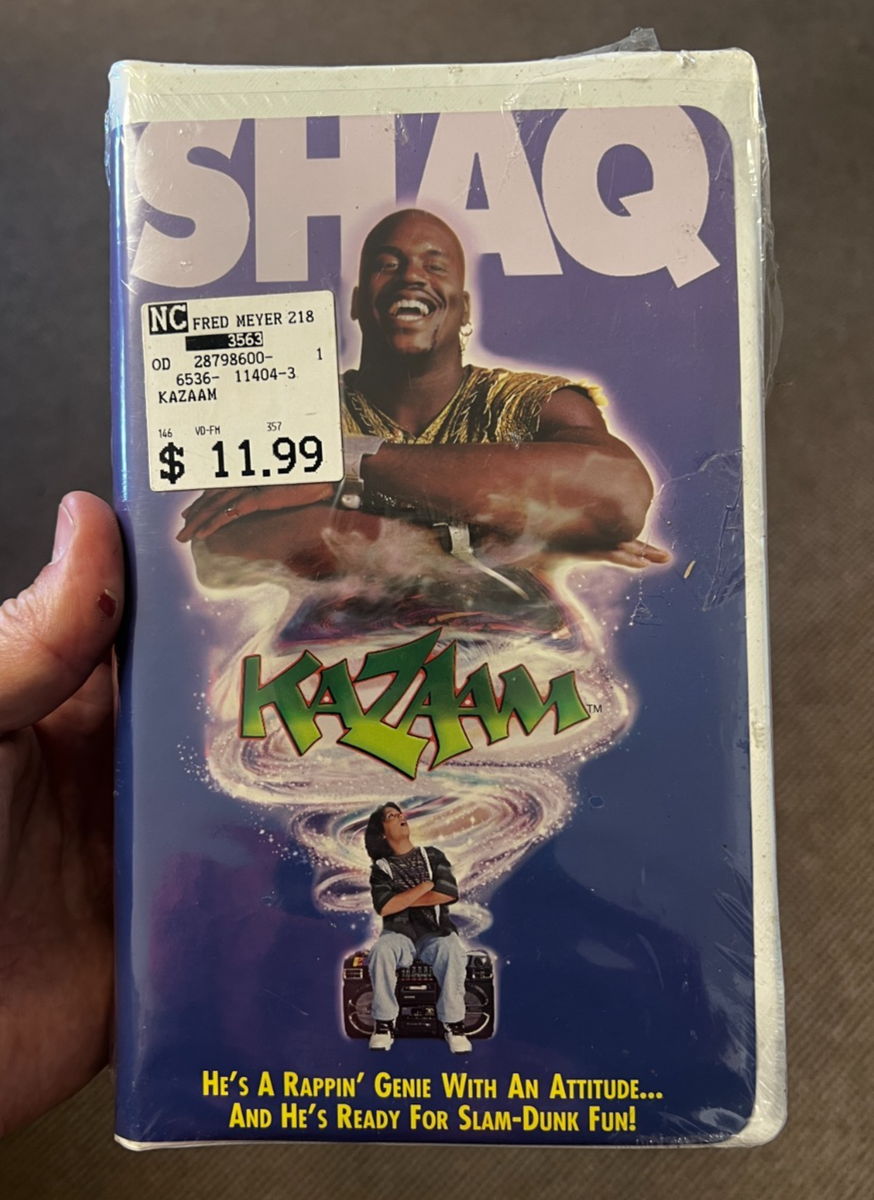 SHAQ
NC FRED MEYER 218
3563
OD 28798600- 1
6536- 11404-3
KAZAAM
146 VD-FM 357
$ 11.99
KAZAAM™
HE'S A RAPPIN' GENIE WITH AN ATTITUDE...
AND HE'S READY FOR SLAM-DUNK FUN!